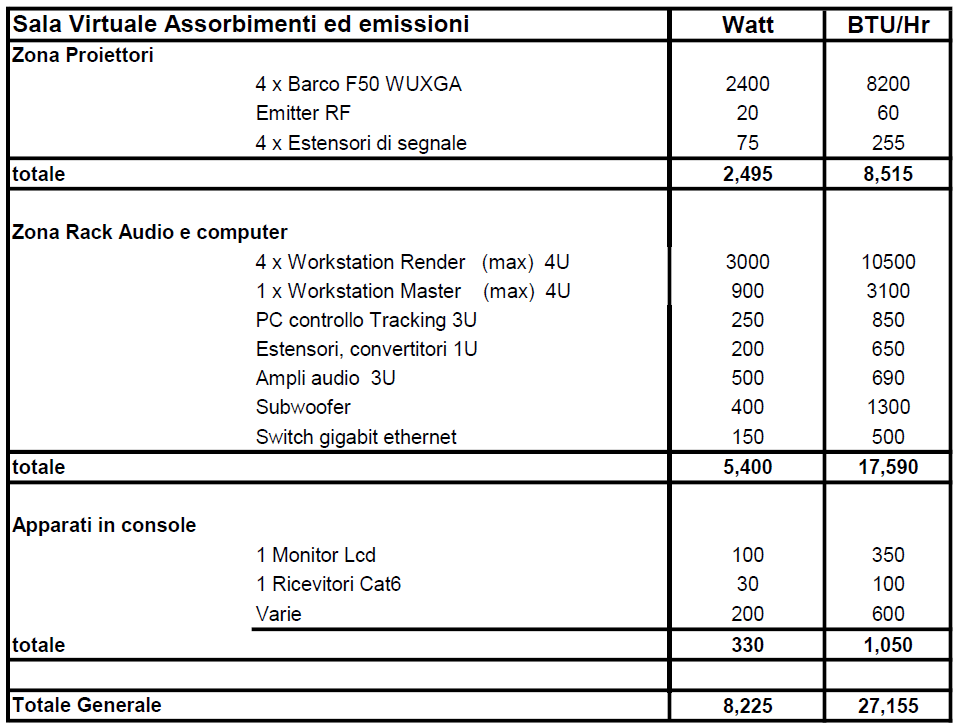 Sala Virtuale Assorbimenti ed emissioni Watt BTU/Hr
Zona Proiettori
4 x Barco F50 WUXGA 2400 8200
Emitter RF 20 60
4 x Estensori di segnale 75 255
totale 2,495 8,515
Zona Rack Audio e computer
4 x Workstation Render (max) 4U 3000 10500
1 x Workstation Master (max) 4U 900 3100
PC controllo Tracking 3U 250 850
Estensori, convertitori 1U 200 650
Ampli audio 3U 500 690
Subwoofer 400 1300
Switch gigabit ethernet 150 500
totale 5,400 17,590
Apparati in console
1 Monitor Lcd 100 350
1 Ricevitori Cat6 30 100
Varie 200 600
totale 330 1,050
Totale Generale 8,225 27,155